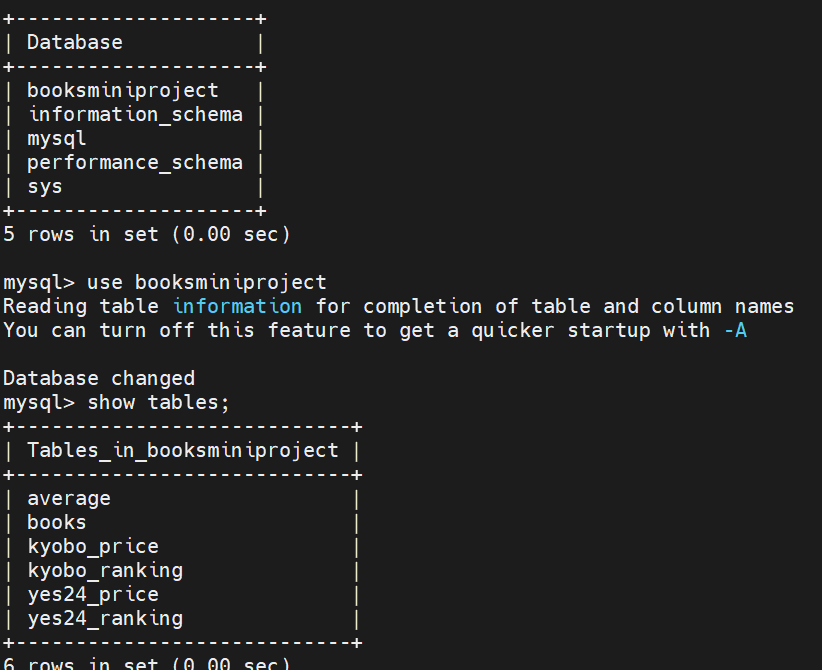 +--------------------+
| Database           |
+--------------------+
| booksminiproject   |
| information_schema |
| mysql              |
| performance_schema |
| sys                |
+--------------------+
5 rows in set (0.00 sec)

mysql> use booksminiproject
Reading table information for completion of table and column names
You can turn off this feature to get a quicker startup with -A

Database changed
mysql> show tables;
+----------------------------+
| Tables_in_booksminiproject |
+----------------------------+
| average                    |
| books                      |
| kyobo_price                |
| kyobo_ranking              |
| yes24_price                |
| yes24_ranking              |
+----------------------------+
6 rows in set (0.00 sec)